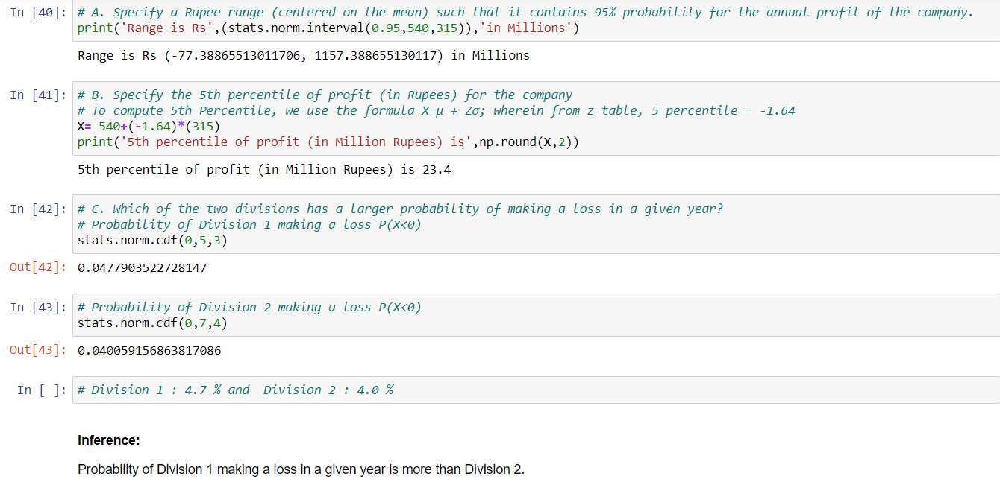 In [40]: # A. Specify a Rupee range (centered on the mean) such that it contains 95% probability for the annual profit of the company.
print('Range is Rs',(stats.norm.interval(0.95,540,315)),'in Millions')
Range is Rs (-77.38865513011706, 1157.388655130117) in Millions
In [41]: # B. Specify the 5th percentile of profit (in Rupees) for the company
# To compute 5th Percentile, we use the formula X=μ + Zσ; wherein from z table, 5 percentile = -1.64
X= 540+(-1.64)*(315)
print('5th percentile of profit (in Million Rupees) is',np.round(X,2))
5th percentile of profit (in Million Rupees) is 23.4
In [42]: # C. Which of the two divisions has a larger probability of making a loss in a given year?
# Probability of Division 1 making a loss P(X<0)
stats.norm.cdf(0,5,3)
Out[42]: 0.0477903522728147
In [43]: # Probability of Division 2 making a loss P(X<0)
stats.norm.cdf(0,7,4)
Out[43]: 0.040059156863817086
In [ ]: # Division 1 : 4.7 % and  Division 2 : 4.0 %
Inference:
Probability of Division 1 making a loss in a given year is more than Division 2.